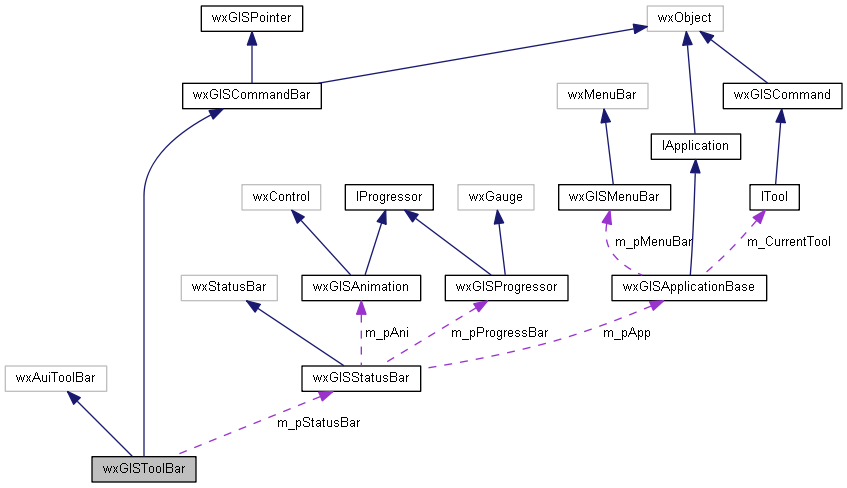 wxGISPointer
wxObject
wxGISCommandBar
wxMenuBar
wxGISCommand
IApplication
wxControl
IProgressor
wxGauge
wxGISMenuBar
ITool
m_pMenuBar
m_CurrentTool
wxStatusBar
wxGISAnimation
wxGISProgressor
wxGISApplicationBase
m_pAni
m_pProgressBar
m_pApp
wxAuiToolBar
wxGISStatusBar
m_pStatusBar
wxGISToolBar